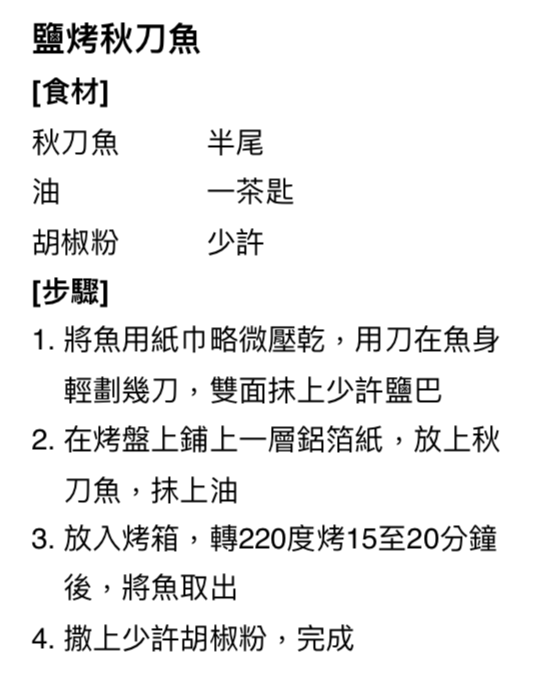 鹽烤秋刀魚
[食材]
秋刀魚 半尾
油 一茶匙
胡椒粉 少許
[步驟]
1. 將魚用紙巾略微壓乾，用刀在魚身
輕劃幾刀，雙面抹上少許鹽巴
2. 在烤盤上鋪上一層鋁箔紙，放上秋
刀魚，抹上油
3. 放入烤箱，轉220度烤15至20分鐘
後，將魚取出
4. 撒上少許胡椒粉，完成